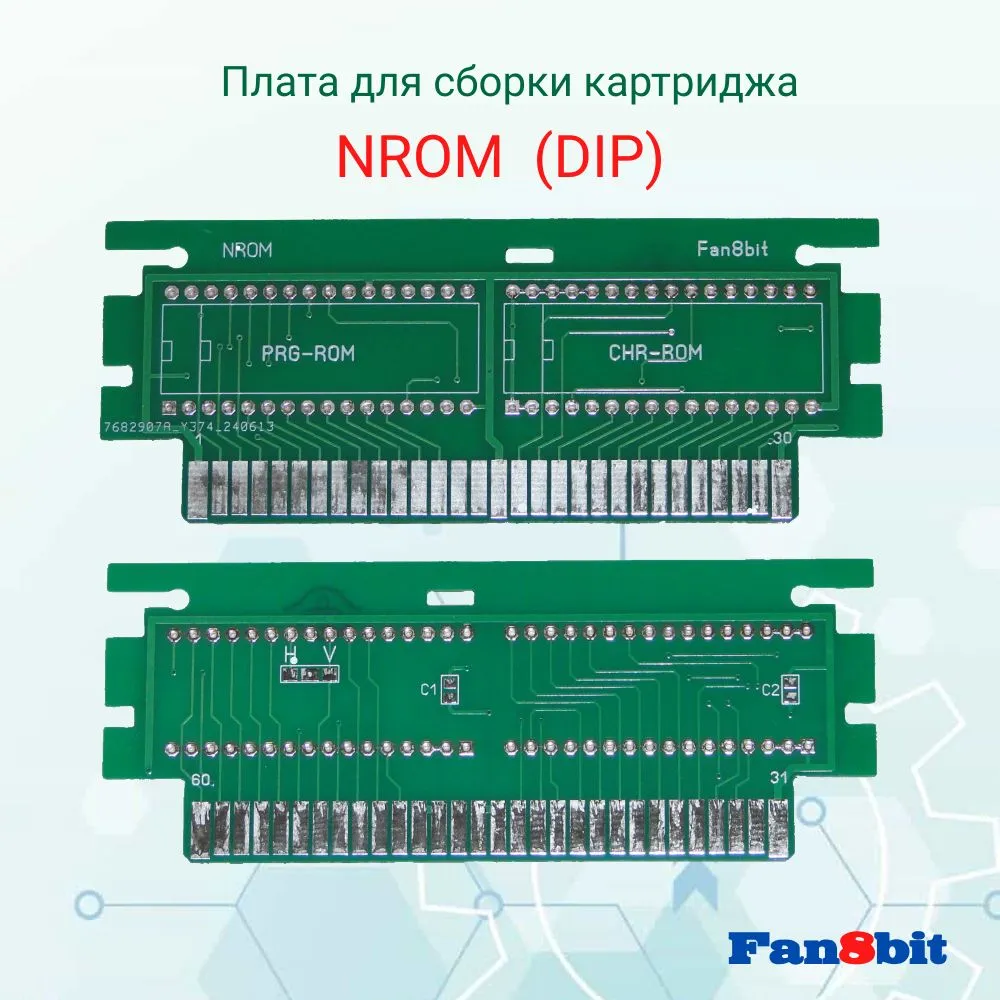 Плата для сборки картриджа
NROM (DIP)
NROM
Fan8bit
PRG-ROM
CHR-ROM
7682907A_Y374_240613
1
30
H
V
C1
C2
60
31
Fan8bit